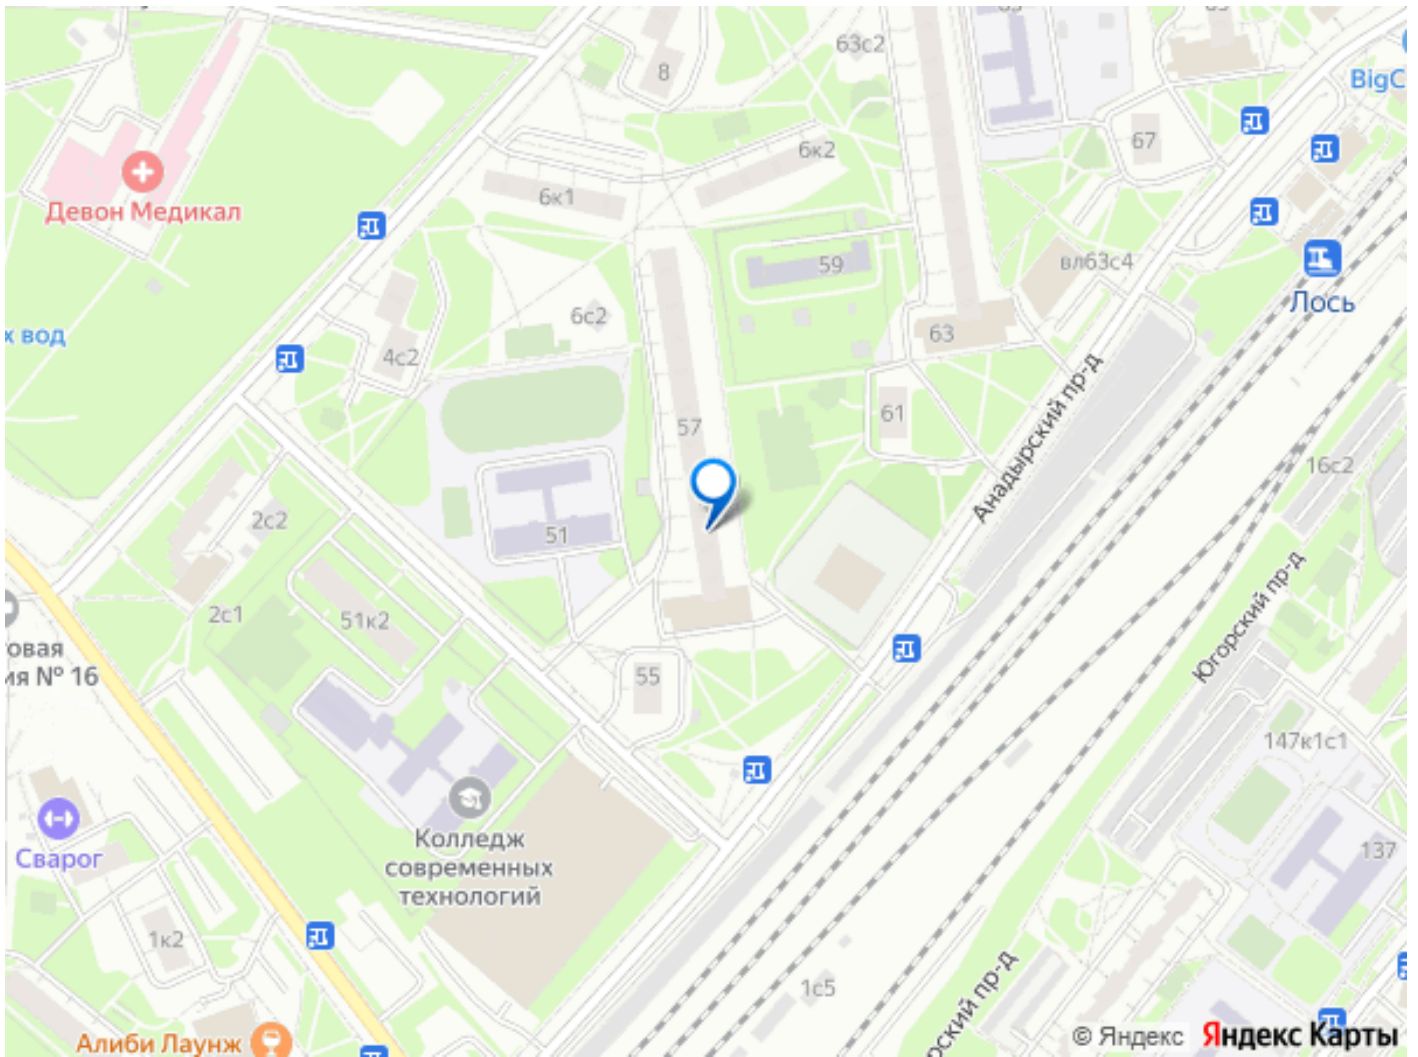 63с2
8
BigC
67
6к2
Девон Медикал
6к1
59
вл63с4
Лось
6с2
х вод
63
4с2
Анадырский пр-д
61
57
16с2
2с2
51
Югорский пр-д
2с1
51к2
овая
ия № 16
55
147к1с1
Колледж
современных
технологий
Сварог
137
1к2
1с5
рский пр-д
Алиби Лаунж
© Яндекс Яндекс Карты